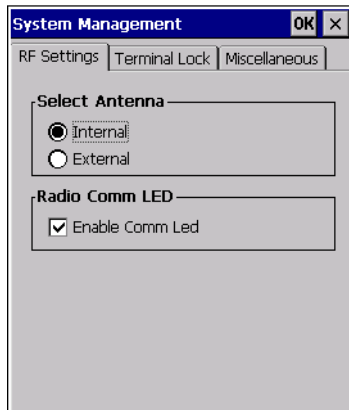 System Management OK ×
RF Settings Terminal Lock Miscellaneous
Select Antenna
Internal
External
Radio Comm LED
Enable Comm Led